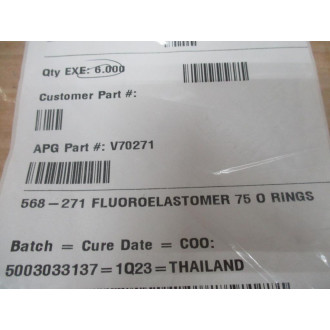 Qty EXE: 6.000
Customer Part #:
APG Part #: V70271
568-271 FLUOROELASTOMER 75 O RINGS
Batch = Cure Date = COO:
5003033137=1Q23=THAILAND